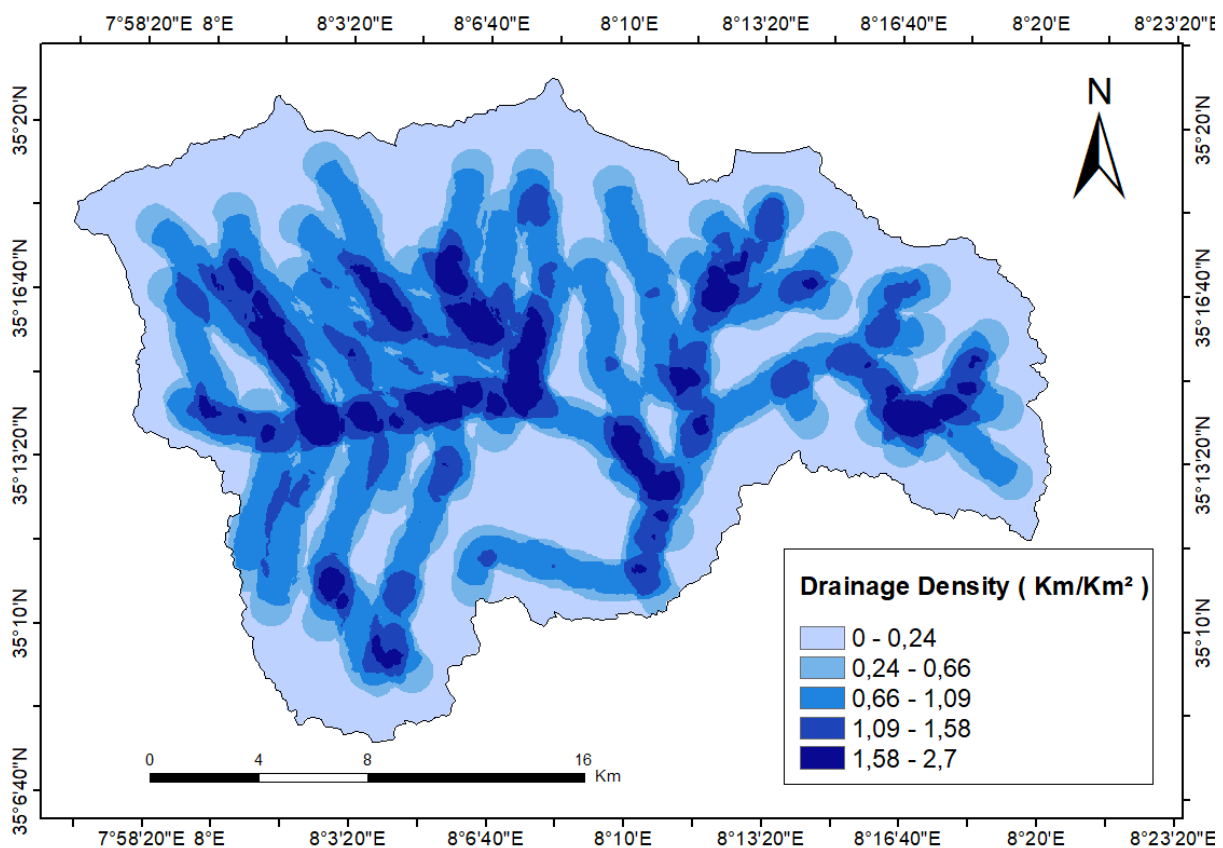 7°58'20"E 8°E 8°3'20"E 8°6'40"E 8°10'E 8°13'20"E 8°16'40"E 8°20'E 8°23'20"E
N
35°20'N 35°20'N
35°16'40"N 35°16'40"N
35°13'20"N 35°13'20"N
35°10'N 35°10'N
35°6'40"N
Drainage Density ( Km/Km² )
0 - 0,24
0,24 - 0,66
0,66 - 1,09
1,09 - 1,58
1,58 - 2,7
0 4 8 16
Km
7°58'20"E 8°E 8°3'20"E 8°6'40"E 8°10'E 8°13'20"E 8°16'40"E 8°20'E 8°23'20"E